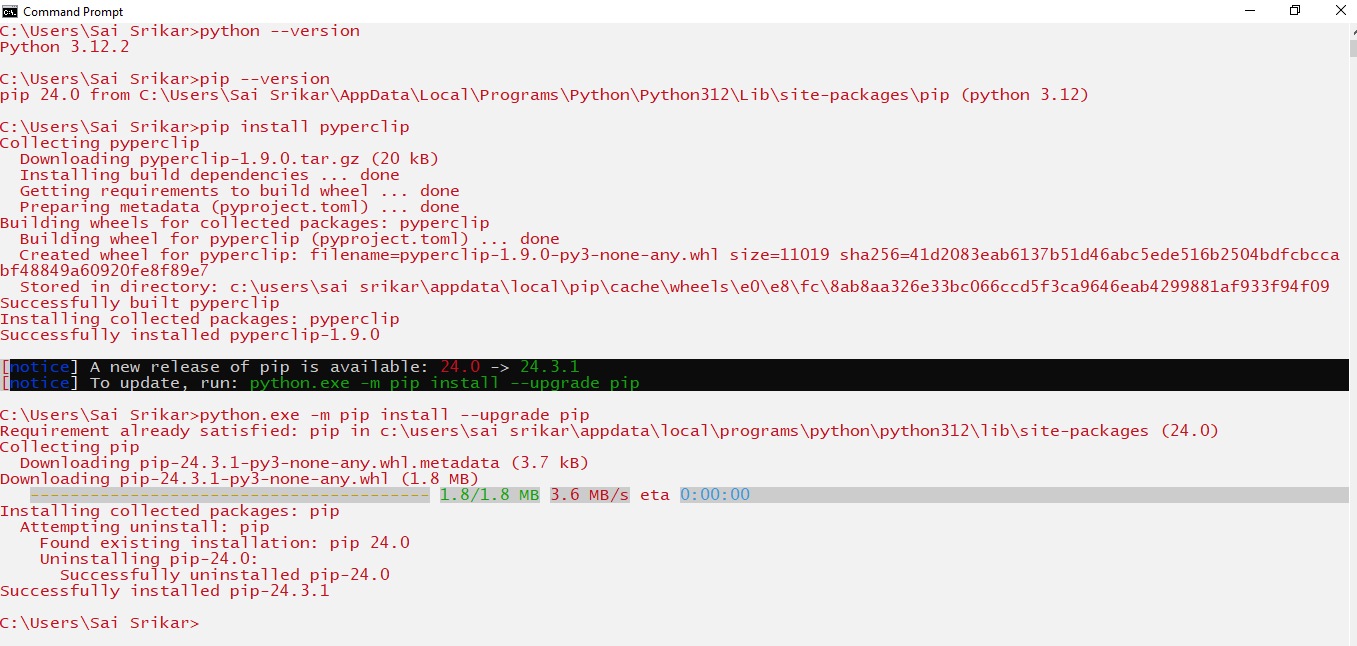 Command Prompt
C:\Users\Sai Srikar>python --version
Python 3.12.2
C:\Users\Sai Srikar>pip --version
pip 24.0 from C:\Users\Sai Srikar\AppData\Local\Programs\Python\Python312\Lib\site-packages\pip (python 3.12)
C:\Users\Sai Srikar>pip install pyperclip
Collecting pyperclip
  Downloading pyperclip-1.9.0.tar.gz (20 kB)
  Installing build dependencies ... done
  Getting requirements to build wheel ... done
  Preparing metadata (pyproject.toml) ... done
Building wheels for collected packages: pyperclip
  Building wheel for pyperclip (pyproject.toml) ... done
  Created wheel for pyperclip: filename=pyperclip-1.9.0-py3-none-any.whl size=11019 sha256=41d2083eab6137b51d46abc5ede516b2504bdfcbcca
bf48849a60920fe8f89e7
  Stored in directory: c:\users\sai srikar\appdata\local\pip\cache\wheels\e0\e8\fc\8ab8aa326e33bc066ccd5f3ca9646eab4299881af933f94f09
Successfully built pyperclip
Installing collected packages: pyperclip
Successfully installed pyperclip-1.9.0
[notice] A new release of pip is available: 24.0 -> 24.3.1
[notice] To update, run: python.exe -m pip install --upgrade pip
C:\Users\Sai Srikar>python.exe -m pip install --upgrade pip
Requirement already satisfied: pip in c:\users\sai srikar\appdata\local\programs\python\python312\lib\site-packages (24.0)
Collecting pip
  Downloading pip-24.3.1-py3-none-any.whl.metadata (3.7 kB)
Downloading pip-24.3.1-py3-none-any.whl (1.8 MB)
   ---------------------------------------- 1.8/1.8 MB 3.6 MB/s eta 0:00:00
Installing collected packages: pip
  Attempting uninstall: pip
    Found existing installation: pip 24.0
    Uninstalling pip-24.0:
      Successfully uninstalled pip-24.0
Successfully installed pip-24.3.1
C:\Users\Sai Srikar>